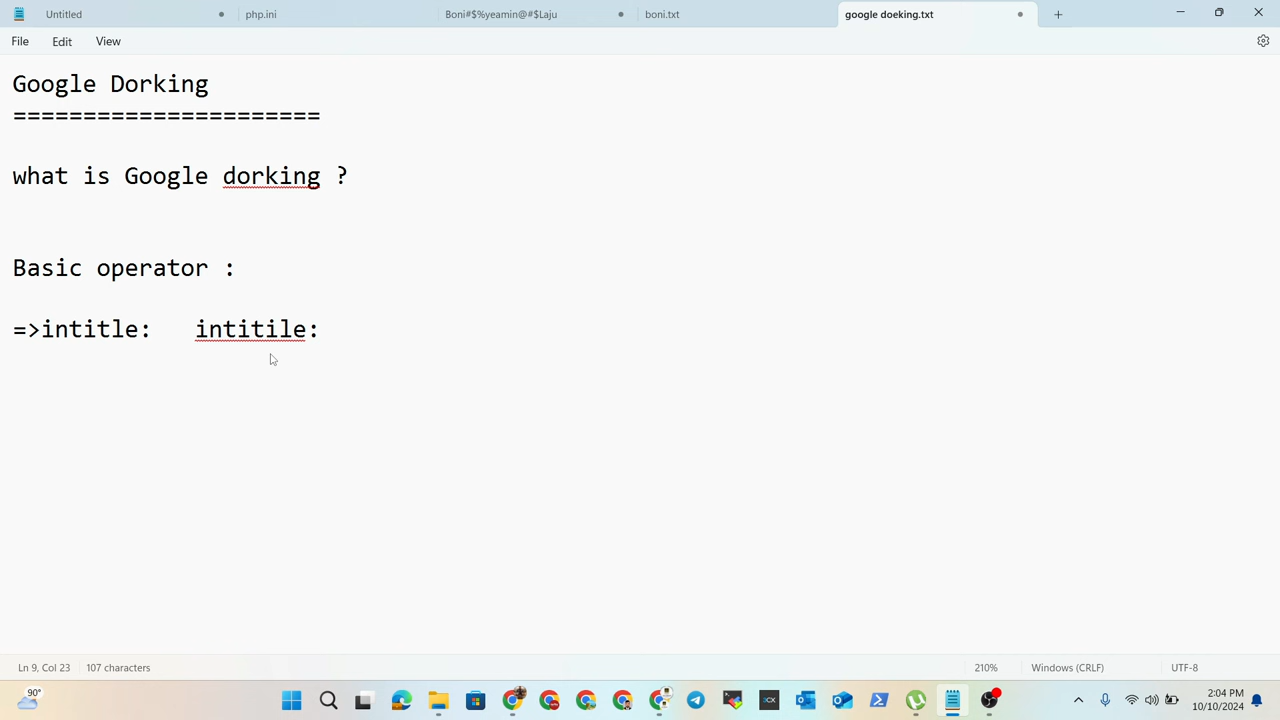 Untitled
php.ini
Boni#$%yeamin@#$Laju
boni.txt
google doeking.txt
File Edit View
Google Dorking
======================
what is Google dorking ?
Basic operator :
=>intitle:   intitile:
Ln 9, Col 23
107 characters
210%
Windows (CRLF)
UTF-8
90°
2:04 PM
10/10/2024